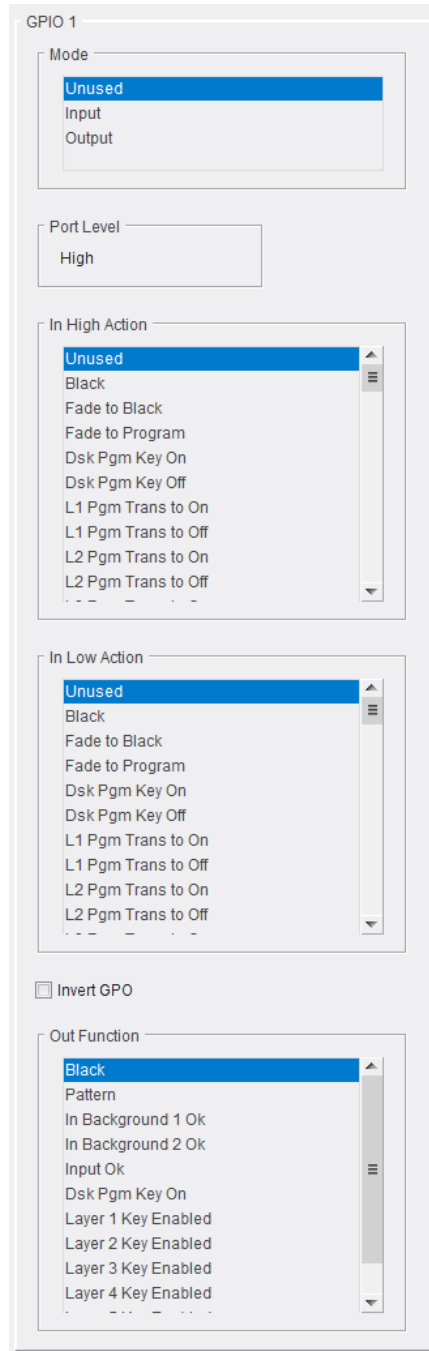 GPIO 1
Mode
Unused
Input
Output
Port Level
High
In High Action
Unused
Black
Fade to Black
Fade to Program
Dsk Pgm Key On
Dsk Pgm Key Off
L1 Pgm Trans to On
L1 Pgm Trans to Off
L2 Pgm Trans to On
L2 Pgm Trans to Off
In Low Action
Unused
Black
Fade to Black
Fade to Program
Dsk Pgm Key On
Dsk Pgm Key Off
L1 Pgm Trans to On
L1 Pgm Trans to Off
L2 Pgm Trans to On
L2 Pgm Trans to Off
Invert GPO
Out Function
Black
Pattern
In Background 1 Ok
In Background 2 Ok
Input Ok
Dsk Pgm Key On
Layer 1 Key Enabled
Layer 2 Key Enabled
Layer 3 Key Enabled
Layer 4 Key Enabled